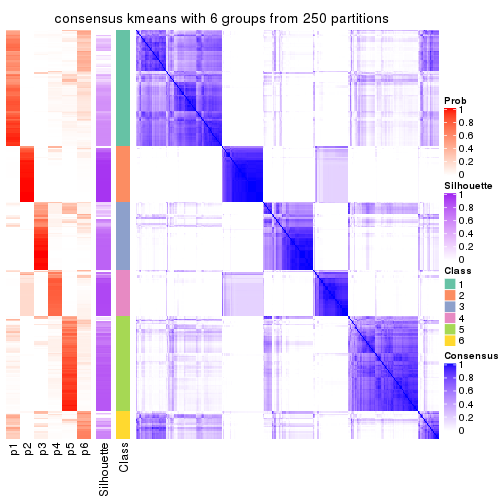 consensus kmeans with 6 groups from 250 partitions
Prob
1
0.8
0.6
0.4
0.2
0
Silhouette
1
0.8
0.6
0.4
0.2
0
Class
1
2
3
4
5
6
Consensus
1
0.8
0.6
0.4
0.2
0
p1
p2
p3
p4
p5
p6
Silhouette
Class